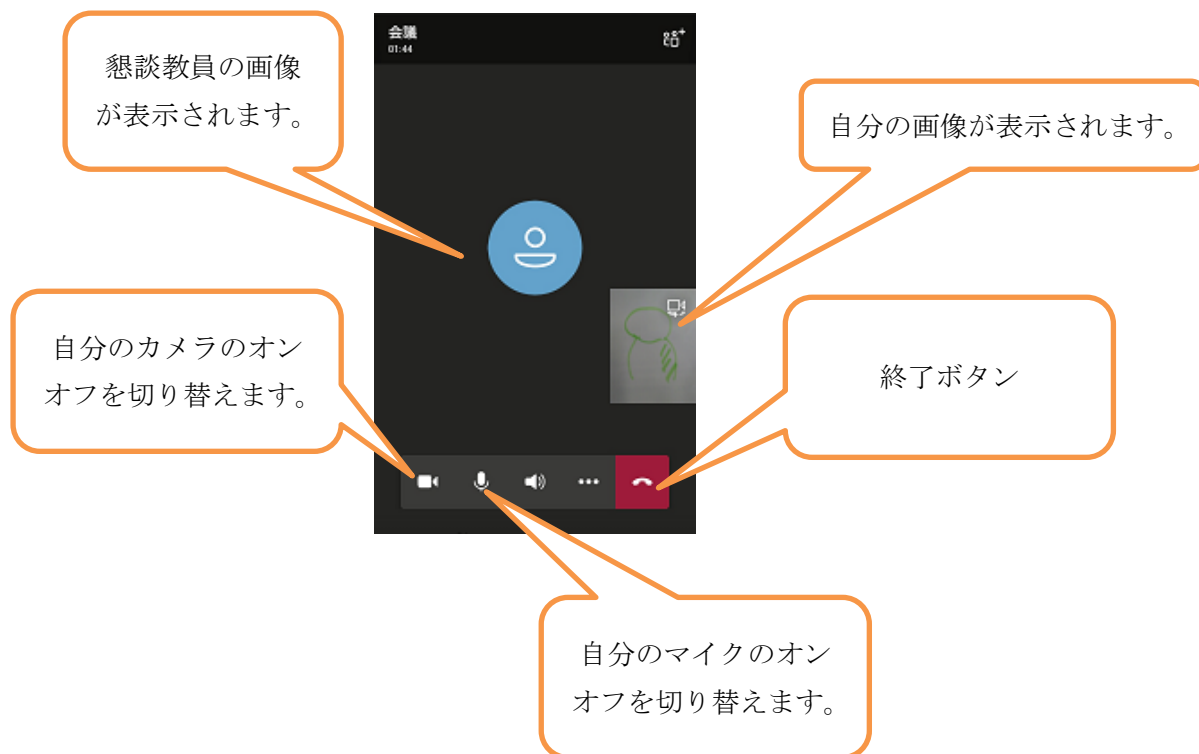 会議
01:44
懇談教員の画像
が表示されます。
自分の画像が表示されます。
自分のカメラのオン
オフを切り替えます。
終了ボタン
自分のマイクのオン
オフを切り替えます。